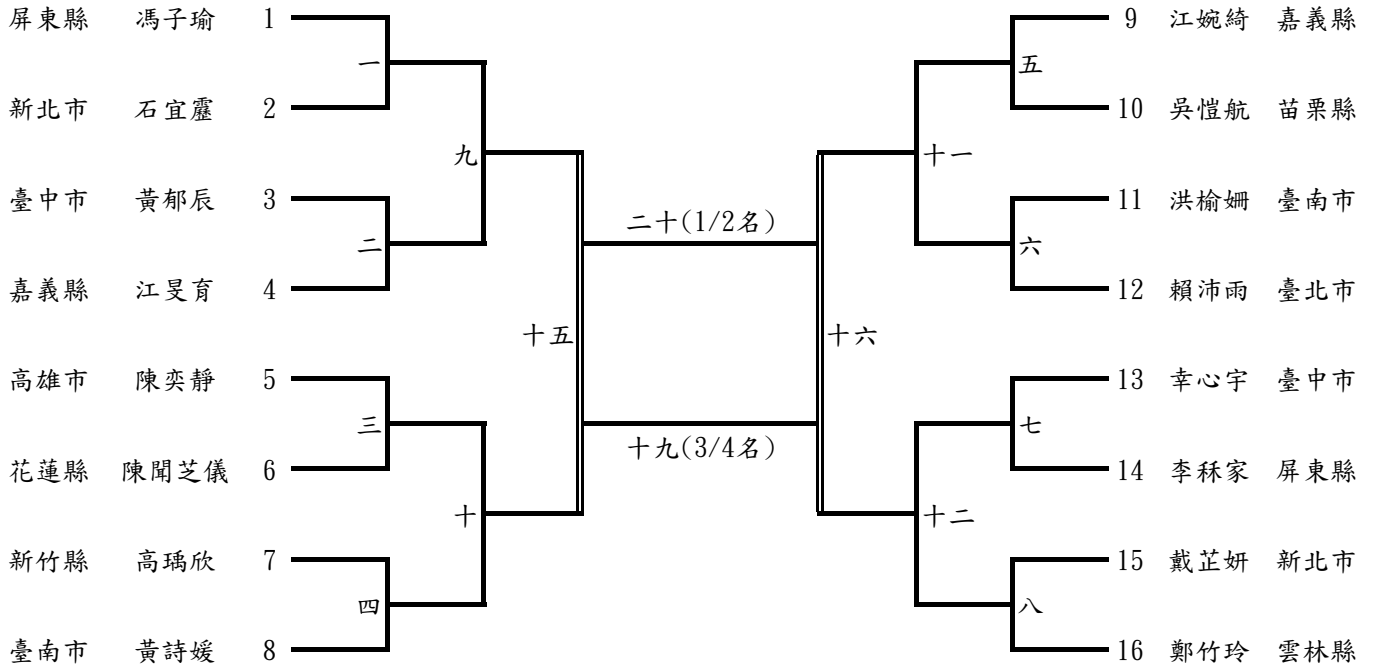 屏東縣 馮子瑜 1
一
新北市 石宜靂 2
九
臺中市 黃郁辰 3
二
嘉義縣 江旻育 4
十五
高雄市 陳奕靜 5
三
花蓮縣 陳聞芝儀 6
十
新竹縣 高瑀欣 7
四
臺南市 黃詩媛 8
二十(1/2名)
十九(3/4名)
9 江婉綺 嘉義縣
五
10 吳愷航 苗栗縣
十一
11 洪榆姍 臺南市
六
12 賴沛雨 臺北市
十六
13 幸心宇 臺中市
七
14 李秝家 屏東縣
十二
15 戴芷妍 新北市
八
16 鄭竹玲 雲林縣